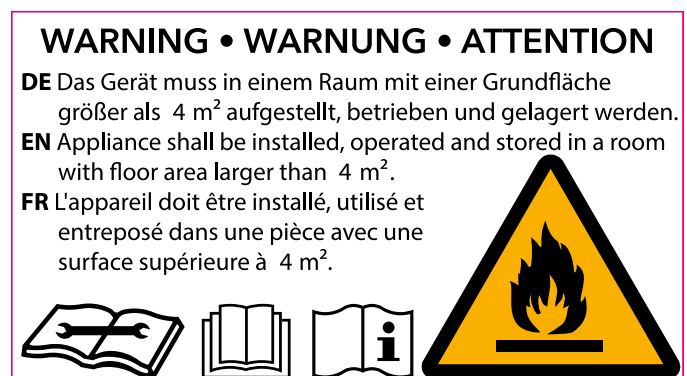 WARNING • WARNUNG • ATTENTION
DE Das Gerät muss in einem Raum mit einer Grundfläche
größer als 4 m² aufgestellt, betrieben und gelagert werden.
EN Appliance shall be installed, operated and stored in a room
with floor area larger than 4 m².
FR L'appareil doit être installé, utilisé et
entreposé dans une pièce avec une
surface supérieure à 4 m².
i